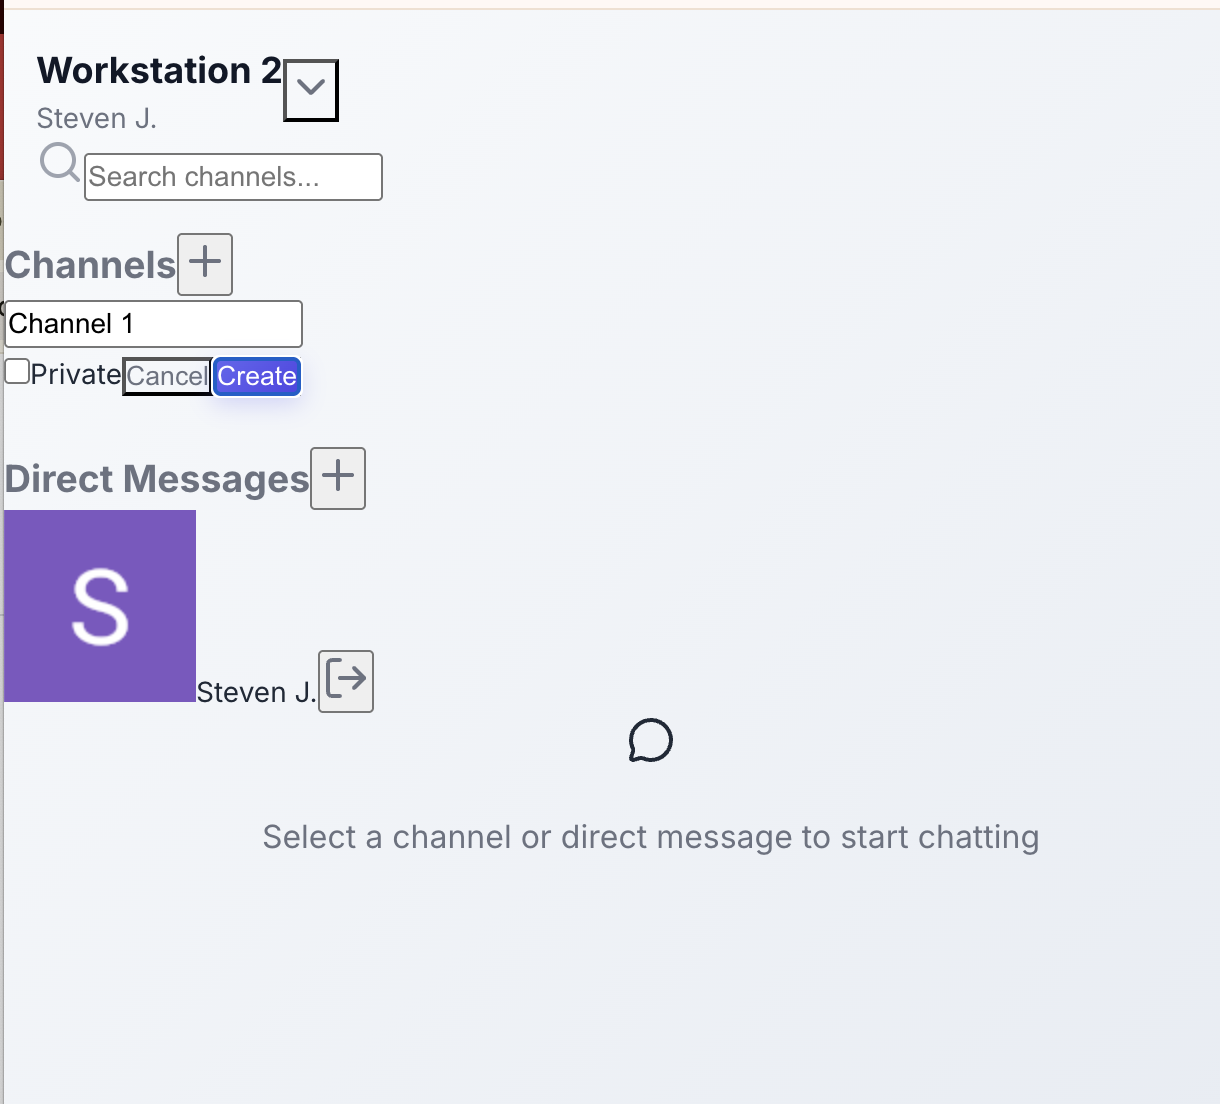 Workstation 2
Steven J.
Search channels...
Channels
Channel 1
Private Cancel Create
Direct Messages
S
Steven J.
Select a channel or direct message to start chatting